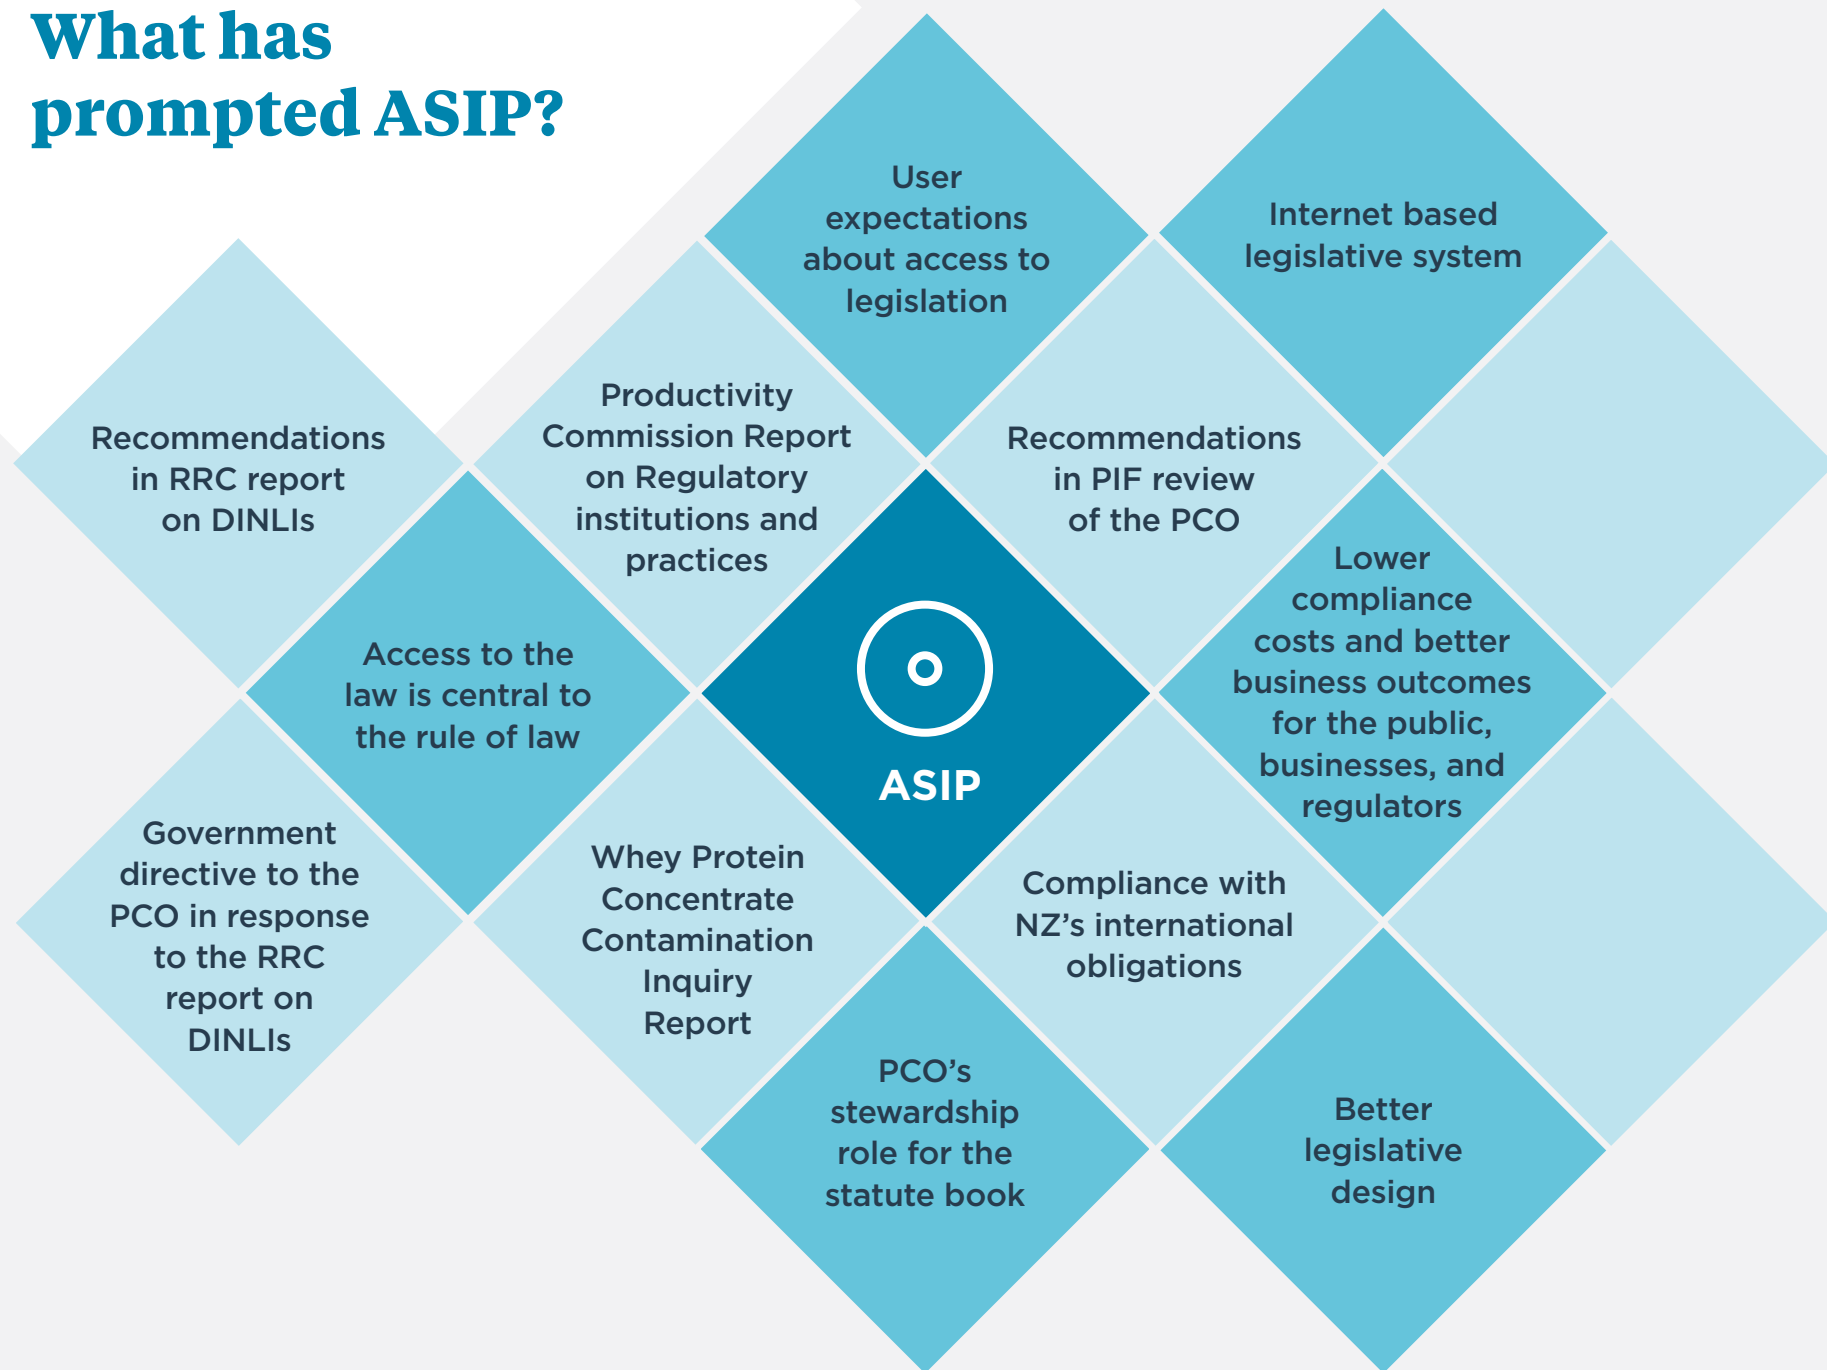 What has
prompted ASIP?
User
expectations
about access to
legislation
Internet based
legislative system
Recommendations
in RRC report
on DINLIs
Productivity
Commission Report
on Regulatory
institutions and
practices
Recommendations
in PIF review
of the PCO
Access to the
law is central to
the rule of law
ASIP
Lower
compliance
costs and better
business outcomes
for the public,
businesses, and
regulators
Government
directive to the
PCO in response
to the RRC
report on
DINLIs
Whey Protein
Concentrate
Contamination
Inquiry
Report
Compliance with
NZ’s international
obligations
PCO’s
stewardship
role for the
statute book
Better
legislative
design